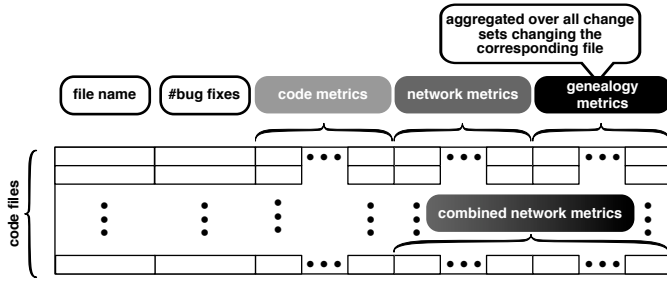 aggregated over all change
sets changing the
corresponding file
file name
#bug fixes
code metrics
network metrics
genealogy
metrics
code files
combined network metrics